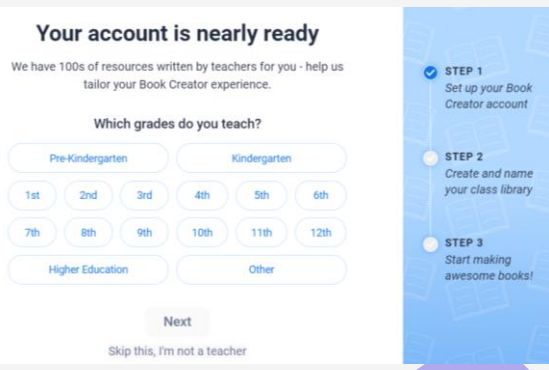 Your account is nearly ready
We have 100s of resources written by teachers for you - help us
tailor your Book Creator experience.
Which grades do you teach?
Pre-Kindergarten
Kindergarten
1st
2nd
3rd
4th
5th
6th
7th
8th
9th
10th
11th
12th
Higher Education
Other
Next
Skip this, I'm not a teacher
STEP 1
Set up your Book
Creator account
STEP 2
Create and name
your class library
STEP 3
Start making
awesome books!